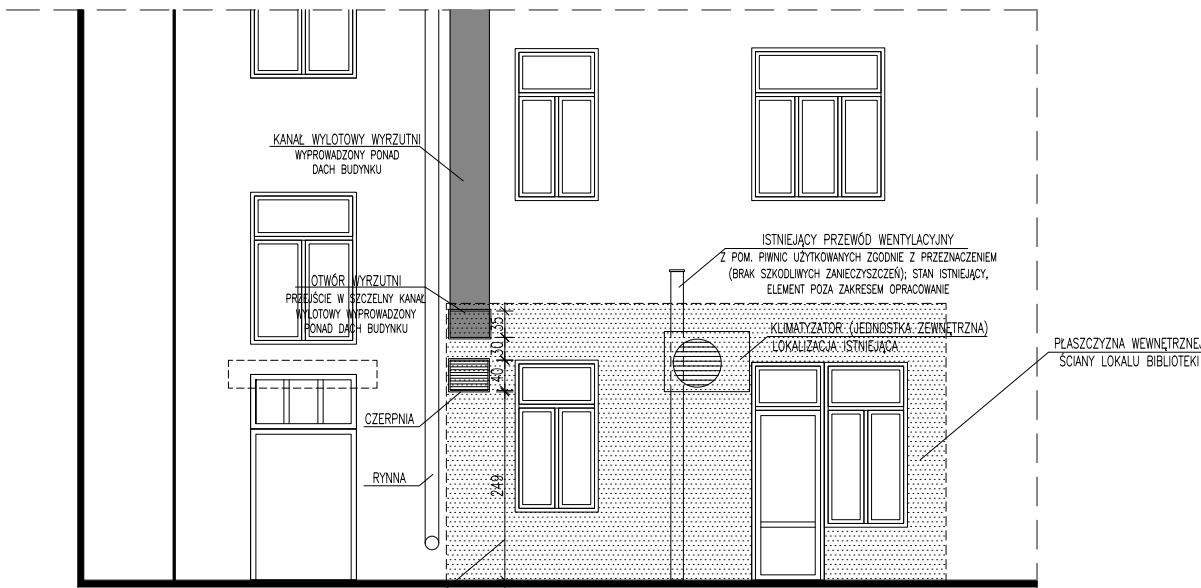 KANAŁ WYLOTOWY WYRZUTNI
WYPROWADZONY PONAD
DACH BUDYNKU
ISTNIEJĄCY PRZEWÓD WENTYLACYJNY
Z POM. PIWNIC UŻYTKOWANYCH ZGODNIE Z PRZEZNACZENIEM
(BRAK SZKODLIWYCH ZANIECZYSZCZEŃ); STAN ISTNIEJĄCY,
ELEMENT POZA ZAKRESEM OPRACOWANIE
OTWÓR WYRZUTNI
PRZEJŚCIE W SZCZELNY KANAŁ
WYLOTOWY WYPROWADZONY
PONAD DACH BUDYNKU
35
30
40
249
KLIMATYZATOR (JEDNOSTKA ZEWNĘTRZNA)
LOKALIZACJA ISTNIEJĄCA
PŁASZCZYZNA WEWNĘTRZNEJ
ŚCIANY LOKALU BIBLIOTEKI
CZERPNIA
RYNNA